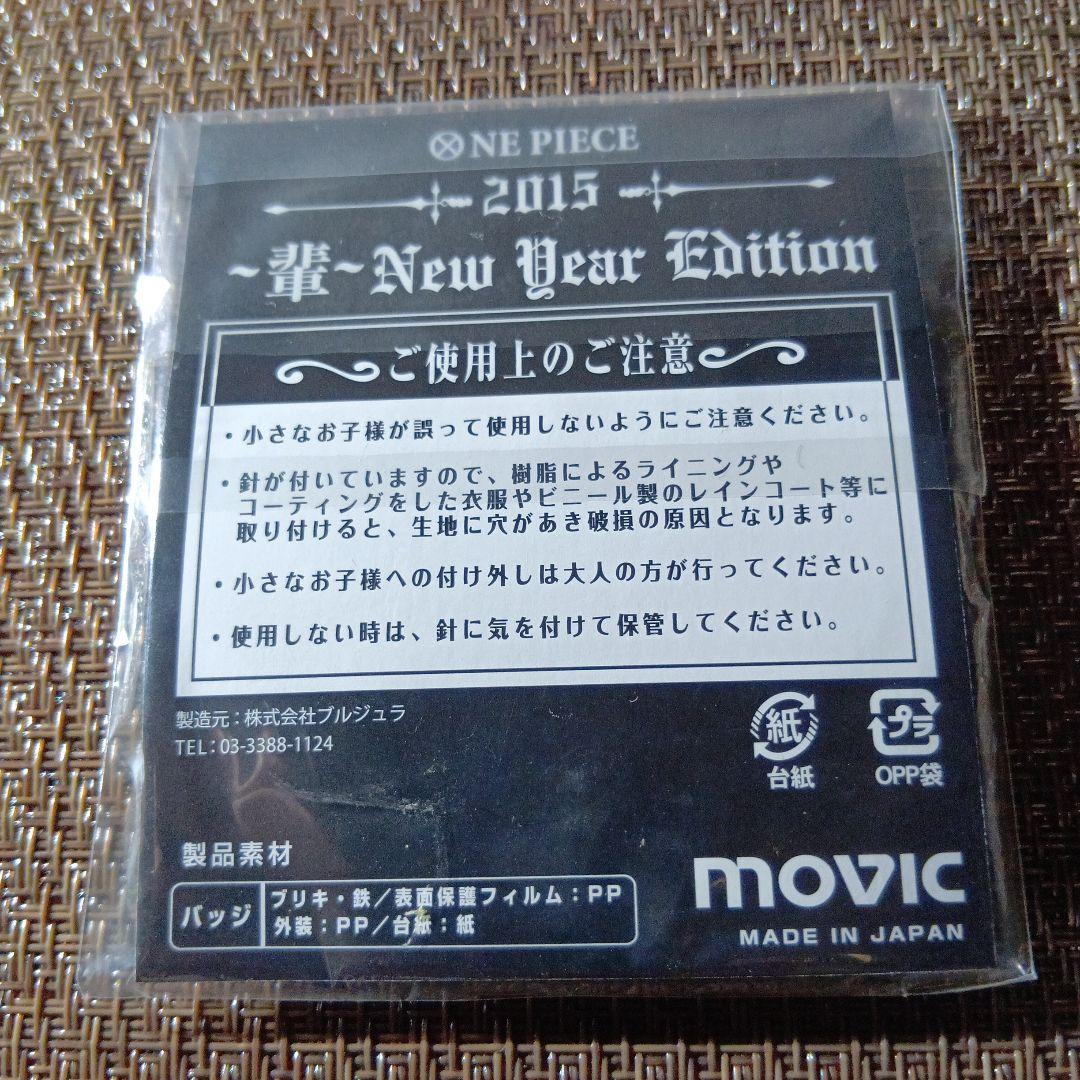 ONE PIECE
2015
~輩~New Year Edition
ご使用上のご注意
・小さなお子様が誤って使用しないようにご注意ください。
・針が付いていますので、樹脂によるライニングや
コーティングをした衣服やビニール製のレインコート等に
取り付けると、生地に穴があき破損の原因となります。
・小さなお子様への付け外しは大人の方が行ってください。
・使用しない時は、針に気を付けて保管してください。
製造元:株式会社ブルジュラ
TEL:03-3388-1124
紙
台紙
プラ
OPP袋
製品素材
バッジ
ブリキ・鉄/表面保護フィルム:PP
外装:PP/台紙:紙
movic
MADE IN JAPAN